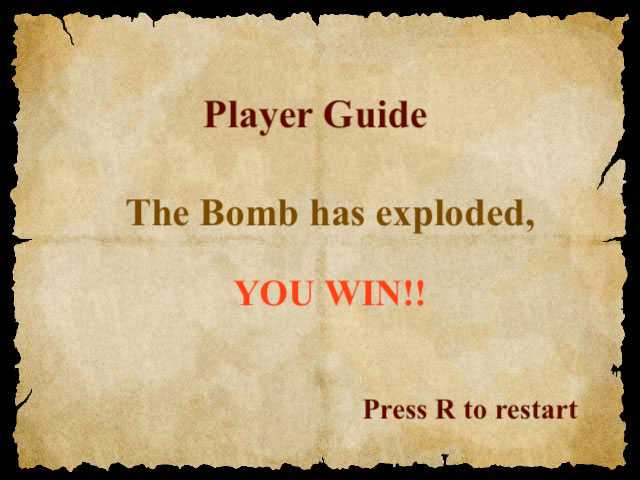 Player Guide
The Bomb has exploded,
YOU WIN!!
Press R to restart